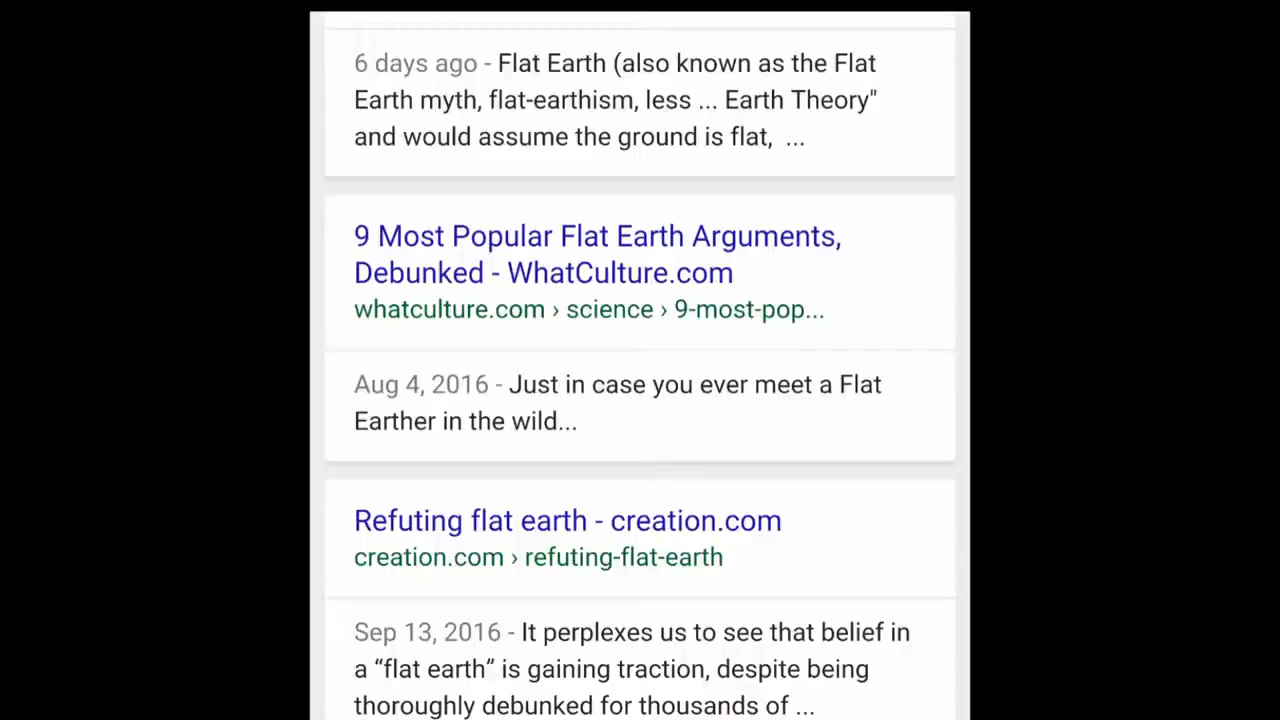 6 days ago - Flat Earth (also known as the Flat
Earth myth, flat-earthism, less ... Earth Theory"
and would assume the ground is flat,  ...
9 Most Popular Flat Earth Arguments,
Debunked - WhatCulture.com
whatculture.com › science › 9-most-pop...
Aug 4, 2016 - Just in case you ever meet a Flat
Earther in the wild...
Refuting flat earth - creation.com
creation.com › refuting-flat-earth
Sep 13, 2016 - It perplexes us to see that belief in
a “flat earth” is gaining traction, despite being
thoroughly debunked for thousands of ...